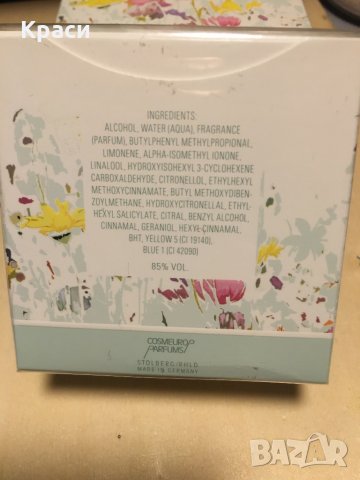 Краси
INGREDIENTS:
ALCOHOL, WATER (AQUA), FRAGRANCE
(PARFUM), BUTYLPHENYL METHYLPROPIONAL,
LIMONENE, ALPHA-ISOMETHYL IONONE,
LINALOOL, HYDROXYISOHEXYL 3-CYCLOHEXENE
CARBOXALDEHYDE, CITRONELLOL, ETHYLHEXYL
METHOXYCINNAMATE, BUTYL METHOXYDIBEN-
ZOYLMETHANE, HYDROXYCITRONELLAL, ETHYL-
HEXYL SALICYLATE, CITRAL, BENZYL ALCOHOL,
CINNAMAL, GERANIOL, HEXYL-CINNAMAL,
BHT, YELLOW 5 (CI 19140),
BLUE 1 (CI 42090)
85% VOL.
COSMEUROP
PARFUMS
STOLBERG/RHLD
MADE IN GERMANY
bazar